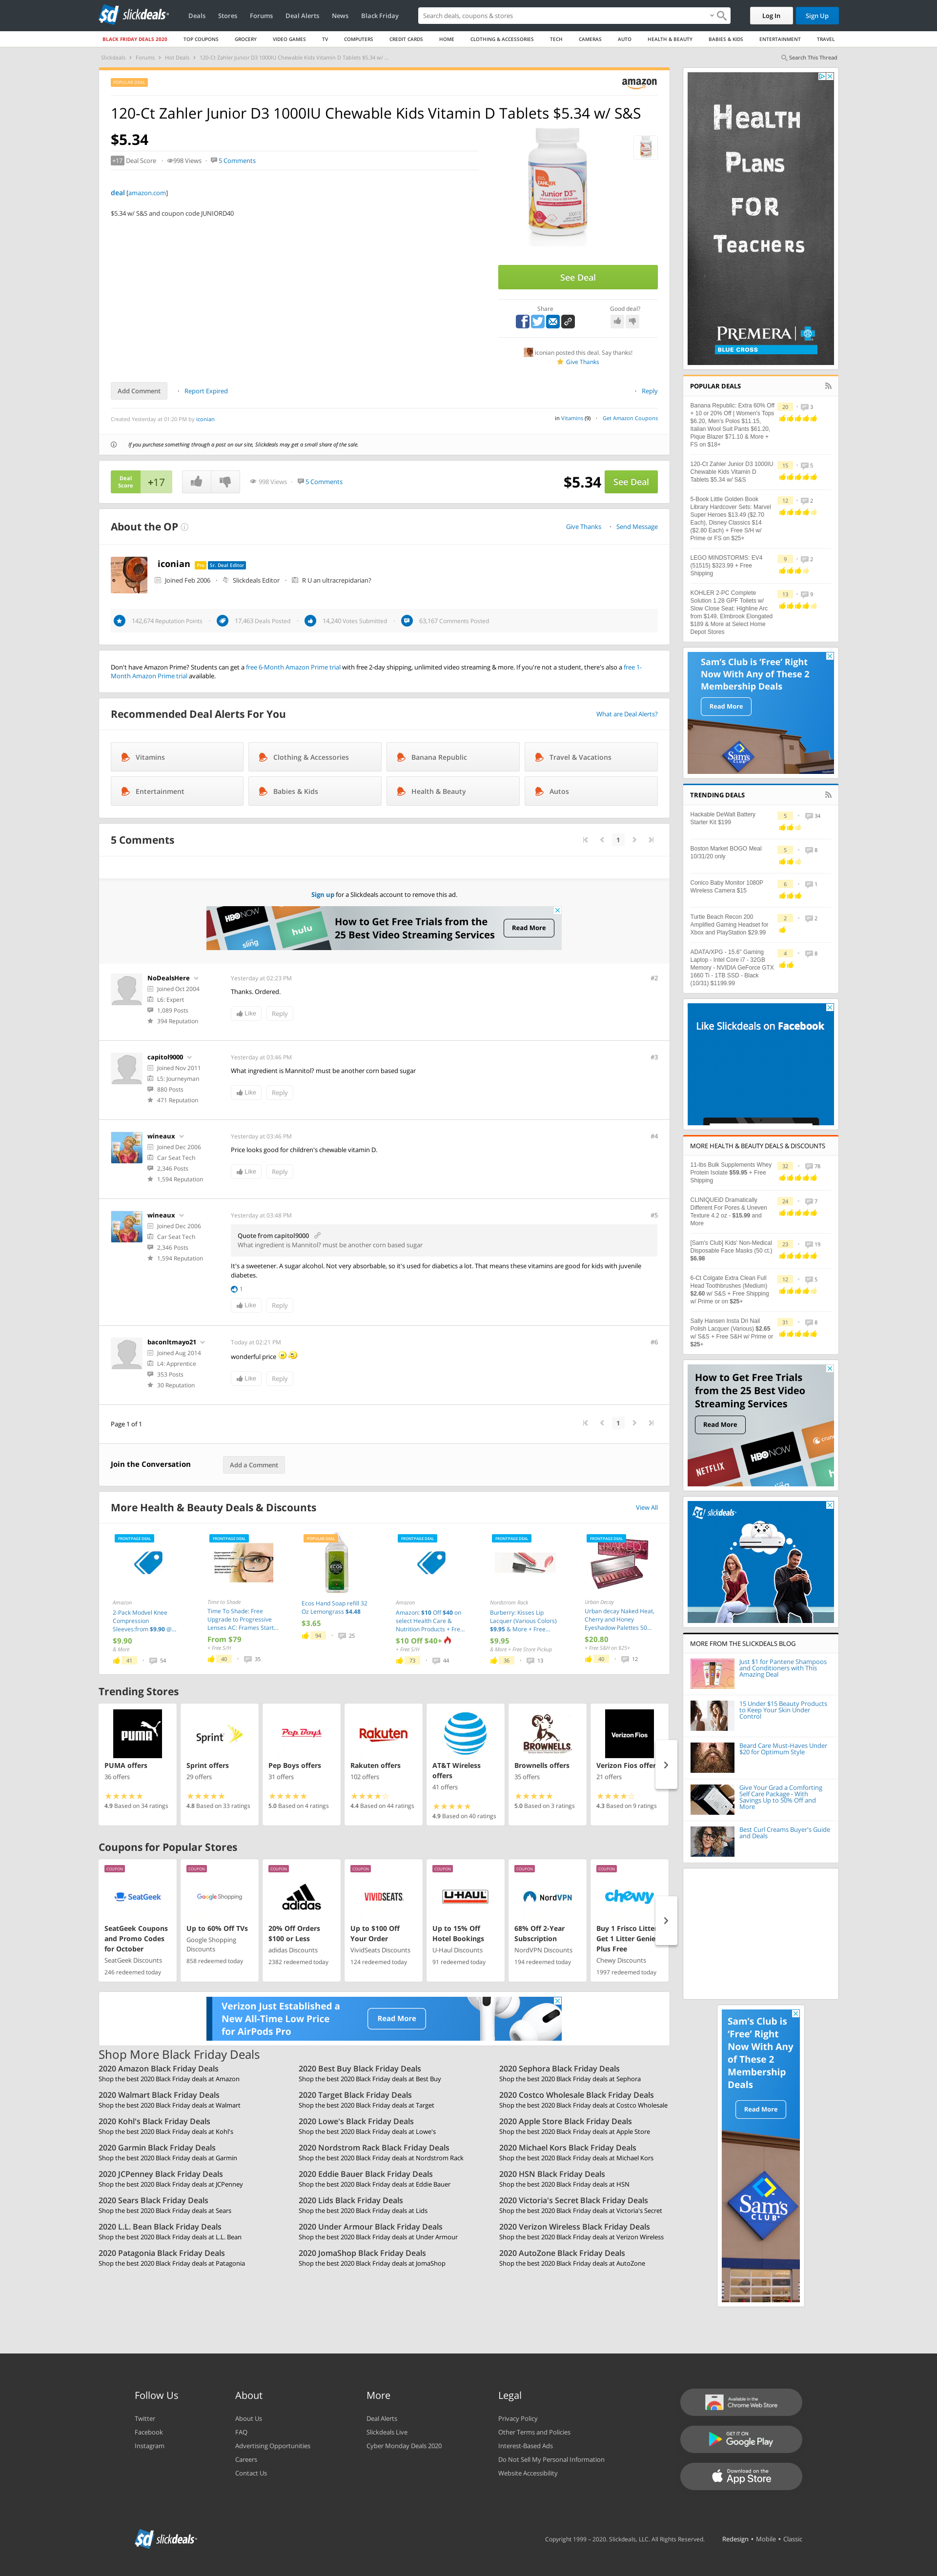 slickdeals
Deals
Stores
Forums
Deal Alerts
News
Black Friday
Search deals, coupons & stores
Log In
Sign Up
BLACK FRIDAY DEALS 2020
TOP COUPONS
GROCERY
VIDEO GAMES
TV
COMPUTERS
CREDIT CARDS
HOME
CLOTHING & ACCESSORIES
TECH
CAMERAS
AUTO
HEALTH & BEAUTY
BABIES & KIDS
ENTERTAINMENT
TRAVEL
Slickdeals > Forums > Hot Deals > 120-Ct Zahler Junior D3 1000IU Chewable Kids Vitamin D Tablets $5.34 w/ ...
Search This Thread
POPULAR DEAL
amazon
120-Ct Zahler Junior D3 1000IU Chewable Kids Vitamin D Tablets $5.34 w/ S&S
$5.34
+17 Deal Score
998 Views
5 Comments
deal [amazon.com]
$5.34 w/ S&S and coupon code JUNIORD40
See Deal
Share
Good deal?
iconian posted this deal. Say thanks!
Give Thanks
Add Comment
Report Expired
Reply
Created Yesterday at 01:20 PM by iconian
in Vitamins (9)
Get Amazon Coupons
If you purchase something through a post on our site, Slickdeals may get a small share of the sale.
Deal Score +17
998 Views
5 Comments
$5.34
See Deal
About the OP
Give Thanks
Send Message
iconian Pro Sr. Deal Editor
Joined Feb 2006
Slickdeals Editor
R U an ultracrepidarian?
142,674 Reputation Points
17,463 Deals Posted
14,240 Votes Submitted
63,167 Comments Posted
Don't have Amazon Prime? Students can get a free 6-Month Amazon Prime trial with free 2-day shipping, unlimited video streaming & more. If you're not a student, there's also a free 1-
Month Amazon Prime trial available.
Recommended Deal Alerts For You
What are Deal Alerts?
Vitamins
Clothing & Accessories
Banana Republic
Travel & Vacations
Entertainment
Babies & Kids
Health & Beauty
Autos
5 Comments
1
Sign up for a Slickdeals account to remove this ad.
HBO NOW
sling
hulu
How to Get Free Trials from the
25 Best Video Streaming Services
Read More
NoDealsHere
Joined Oct 2004
L6: Expert
1,089 Posts
394 Reputation
Yesterday at 02:23 PM
#2
Thanks. Ordered.
Like
Reply
capitol9000
Joined Nov 2011
L5: Journeyman
880 Posts
471 Reputation
Yesterday at 03:46 PM
#3
What ingredient is Mannitol? must be another corn based sugar
Like
Reply
wineaux
Joined Dec 2006
Car Seat Tech
2,346 Posts
1,594 Reputation
Yesterday at 03:46 PM
#4
Price looks good for children's chewable vitamin D.
Like
Reply
wineaux
Joined Dec 2006
Car Seat Tech
2,346 Posts
1,594 Reputation
Yesterday at 03:48 PM
#5
Quote from capitol9000
What ingredient is Mannitol? must be another corn based sugar
It's a sweetener. A sugar alcohol. Not very absorbable, so it's used for diabetics a lot. That means these vitamins are good for kids with juvenile
diabetes.
1
Like
Reply
baconltmayo21
Joined Aug 2014
L4: Apprentice
353 Posts
30 Reputation
Today at 02:21 PM
#6
wonderful price
Like
Reply
Page 1 of 1
1
Join the Conversation
Add a Comment
More Health & Beauty Deals & Discounts
View All
FRONTPAGE DEAL
Amazon
2-Pack Modvel Knee
Compression
Sleeves:from $9.90 @...
$9.90
& More
41
54
FRONTPAGE DEAL
Time to Shade
Time To Shade: Free
Upgrade to Progressive
Lenses AC: Frames Start...
From $79
+ Free S/H
40
35
POPULAR DEAL
Ecos Hand Soap refill 32
Oz Lemongrass $4.48
$3.65
94
25
FRONTPAGE DEAL
Amazon
Amazon: $10 Off $40 on
select Health Care &
Nutrition Products + Fre...
$10 Off $40+
+ Free S/H
73
44
FRONTPAGE DEAL
Nordstrom Rack
Burberry: Kisses Lip
Lacquer (Various Colors)
$9.95 & More + Free...
$9.95
& More + Free Store Pickup
36
13
FRONTPAGE DEAL
Urban Decay
Urban decay Naked Heat,
Cherry and Honey
Eyeshadow Palettes 50...
$20.80
+ Free S&H on $25+
40
12
Trending Stores
PUMA offers
36 offers
4.9 Based on 34 ratings
Sprint offers
29 offers
4.8 Based on 33 ratings
Pep Boys offers
31 offers
5.0 Based on 4 ratings
Rakuten offers
102 offers
4.4 Based on 44 ratings
AT&T Wireless
offers
41 offers
4.9 Based on 40 ratings
Brownells offers
35 offers
5.0 Based on 3 ratings
Verizon Fios offers
21 offers
4.3 Based on 9 ratings
Coupons for Popular Stores
COUPON
SeatGeek
SeatGeek Coupons
and Promo Codes
for October
SeatGeek Discounts
246 redeemed today
COUPON
Google Shopping
Up to 60% Off TVs
Google Shopping
Discounts
858 redeemed today
COUPON
adidas
20% Off Orders
$100 or Less
adidas Discounts
2382 redeemed today
COUPON
VIVIDSEATS
Up to $100 Off
Your Order
VividSeats Discounts
124 redeemed today
COUPON
U-HAUL
Up to 15% Off
Hotel Bookings
U-Haul Discounts
91 redeemed today
COUPON
NordVPN
68% Off 2-Year
Subscription
NordVPN Discounts
194 redeemed today
COUPON
chewy
Buy 1 Frisco Litter
Get 1 Litter Genie
Plus Free
Chewy Discounts
1997 redeemed today
Verizon Just Established a
New All-Time Low Price
for AirPods Pro
Read More
Shop More Black Friday Deals
2020 Amazon Black Friday Deals
Shop the best 2020 Black Friday deals at Amazon
2020 Best Buy Black Friday Deals
Shop the best 2020 Black Friday deals at Best Buy
2020 Sephora Black Friday Deals
Shop the best 2020 Black Friday deals at Sephora
2020 Walmart Black Friday Deals
Shop the best 2020 Black Friday deals at Walmart
2020 Target Black Friday Deals
Shop the best 2020 Black Friday deals at Target
2020 Costco Wholesale Black Friday Deals
Shop the best 2020 Black Friday deals at Costco Wholesale
2020 Kohl's Black Friday Deals
Shop the best 2020 Black Friday deals at Kohl's
2020 Lowe's Black Friday Deals
Shop the best 2020 Black Friday deals at Lowe's
2020 Apple Store Black Friday Deals
Shop the best 2020 Black Friday deals at Apple Store
2020 Garmin Black Friday Deals
Shop the best 2020 Black Friday deals at Garmin
2020 Nordstrom Rack Black Friday Deals
Shop the best 2020 Black Friday deals at Nordstrom Rack
2020 Michael Kors Black Friday Deals
Shop the best 2020 Black Friday deals at Michael Kors
2020 JCPenney Black Friday Deals
Shop the best 2020 Black Friday deals at JCPenney
2020 Eddie Bauer Black Friday Deals
Shop the best 2020 Black Friday deals at Eddie Bauer
2020 HSN Black Friday Deals
Shop the best 2020 Black Friday deals at HSN
2020 Sears Black Friday Deals
Shop the best 2020 Black Friday deals at Sears
2020 Lids Black Friday Deals
Shop the best 2020 Black Friday deals at Lids
2020 Victoria's Secret Black Friday Deals
Shop the best 2020 Black Friday deals at Victoria's Secret
2020 L.L. Bean Black Friday Deals
Shop the best 2020 Black Friday deals at L.L. Bean
2020 Under Armour Black Friday Deals
Shop the best 2020 Black Friday deals at Under Armour
2020 Verizon Wireless Black Friday Deals
Shop the best 2020 Black Friday deals at Verizon Wireless
2020 Patagonia Black Friday Deals
Shop the best 2020 Black Friday deals at Patagonia
2020 JomaShop Black Friday Deals
Shop the best 2020 Black Friday deals at JomaShop
2020 AutoZone Black Friday Deals
Shop the best 2020 Black Friday deals at AutoZone
Health
Plans
for
Teachers
PREMERA
BLUE CROSS
POPULAR DEALS
Banana Republic: Extra 60% Off
+ 10 or 20% Off | Women's Tops
$6.20, Men's Polos $11.15,
Italian Wool Suit Pants $61.20,
Pique Blazer $71.10 & More +
FS on $18+
20
3
120-Ct Zahler Junior D3 1000IU
Chewable Kids Vitamin D
Tablets $5.34 w/ S&S
15
5
5-Book Little Golden Book
Library Hardcover Sets: Marvel
Super Heroes $13.49 ($2.70
Each), Disney Classics $14
($2.80 Each) + Free S/H w/
Prime or FS on $25+
12
2
LEGO MINDSTORMS: EV4
(51515) $323.99 + Free
Shipping
9
2
KOHLER 2-PC Complete
Solution 1.28 GPF Toilets w/
Slow Close Seat: Highline Arc
from $149, Elmbrook Elongated
$189 & More at Select Home
Depot Stores
13
9
Sam's Club is 'Free' Right
Now With Any of These 2
Membership Deals
Read More
Sam's
TRENDING DEALS
Hackable DeWalt Battery
Starter Kit $199
5
34
Boston Market BOGO Meal
10/31/20 only
5
8
Conico Baby Monitor 1080P
Wireless Camera $15
6
1
Turtle Beach Recon 200
Amplified Gaming Headset for
Xbox and PlayStation $29.99
2
2
ADATA/XPG - 15.6" Gaming
Laptop - Intel Core i7 - 32GB
Memory - NVIDIA GeForce GTX
1660 Ti - 1TB SSD - Black
(10/31) $1199.99
4
8
Like Slickdeals on Facebook
MORE HEALTH & BEAUTY DEALS & DISCOUNTS
11-lbs Bulk Supplements Whey
Protein Isolate $59.95 + Free
Shipping
32
78
CLINIQUE\D Dramatically
Different For Pores & Uneven
Texture 4.2 oz - $15.99 and
More
24
7
[Sam's Club] Kids' Non-Medical
Disposable Face Masks (50 ct.)
$6.98
23
19
6-Ct Colgate Extra Clean Full
Head Toothbrushes (Medium)
$2.60 w/ S&S + Free Shipping
w/ Prime or on $25+
12
5
Sally Hansen Insta Dri Nail
Polish Lacquer (Various) $2.65
w/ S&S + Free S&H w/ Prime or
$25+
31
8
How to Get Free Trials
from the 25 Best Video
Streaming Services
Read More
NETFLIX
HBO NOW
crunchy
hulu
slickdeals
MORE FROM THE SLICKDEALS BLOG
Just $1 for Pantene Shampoos
and Conditioners with This
Amazing Deal
15 Under $15 Beauty Products
to Keep Your Skin Under
Control
Beard Care Must-Haves Under
$20 for Optimum Style
Give Your Grad a Comforting
Self Care Package - With
Savings Up to 50% Off and
More
Best Curl Creams Buyer's Guide
and Deals
Sam's Club is
'Free' Right
Now With Any
of These 2
Membership
Deals
Read More
Sam's
CLUB
Follow Us
Twitter
Facebook
Instagram
About
About Us
FAQ
Advertising Opportunities
Careers
Contact Us
More
Deal Alerts
Slickdeals Live
Cyber Monday Deals 2020
Legal
Privacy Policy
Other Terms and Policies
Interest-Based Ads
Do Not Sell My Personal Information
Website Accessibility
Available in the
Chrome Web Store
GET IT ON
Google Play
Download on the
App Store
slickdeals
Copyright 1999 - 2020. Slickdeals, LLC. All Rights Reserved.
Redesign • Mobile • Classic